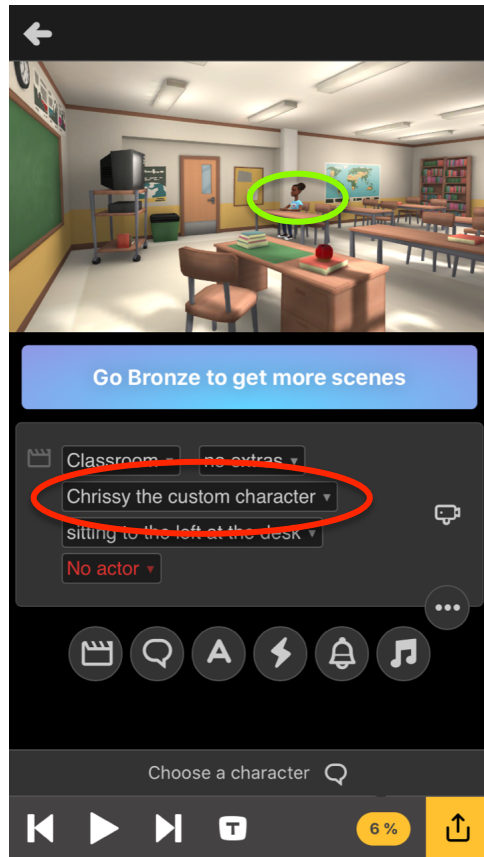 Go Bronze to get more scenes
Classroom no extras
Chrissy the custom character
sitting to the left at the desk
No actor
A
Choose a character
T
6 %